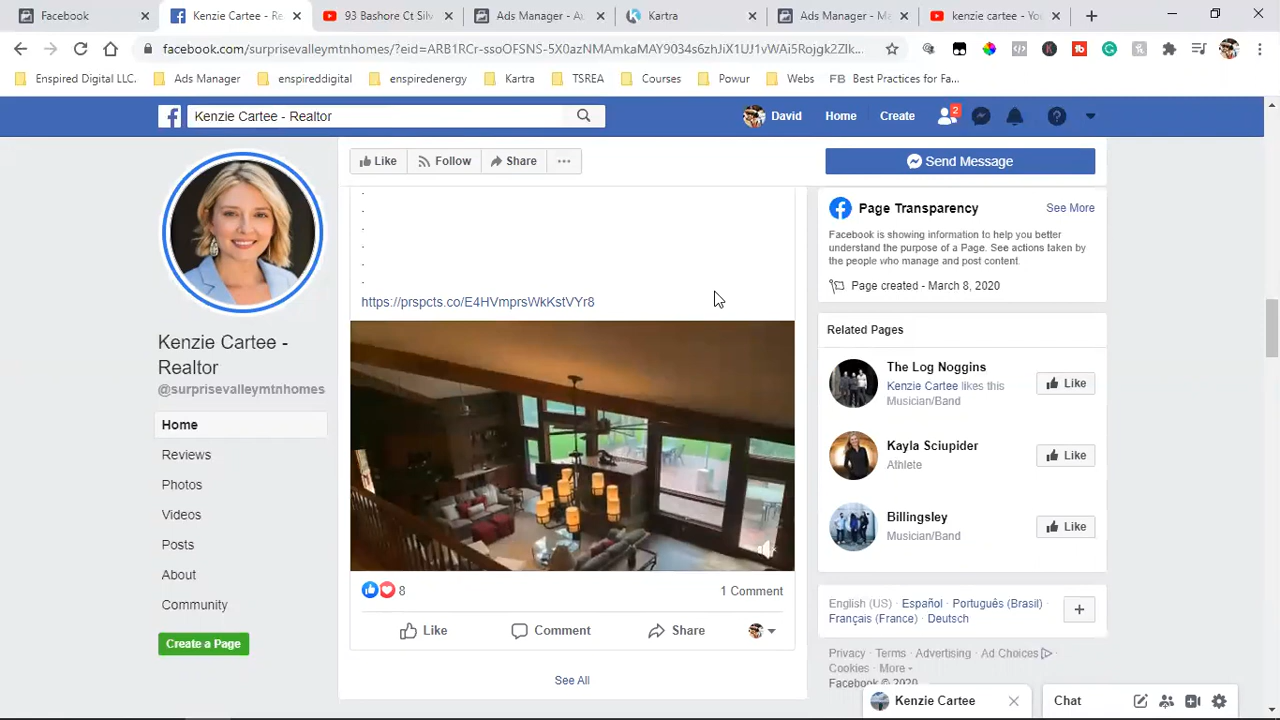 Facebook
Kenzie Cartee - Re
93 Bashore Ct Silv
Ads Manager - Au
Kartra
Ads Manager - Me
kenzie cartee - Yo
facebook.com/surprisevalleymtnhomes/?eid=ARB1RCr-ssoOFSNS-5X0azNMAmkaMAY9034s6zhJiX1UJ1vWAi5Rojgk2ZIk...
Enspired Digital LLC.
Ads Manager
enspireddigital
enspiredenergy
Kartra
TSREA
Courses
Powur
Webs
FB Best Practices for Fa...
Kenzie Cartee - Realtor
David
Home
Create
2
Like
Follow
Share
Send Message
Kenzie Cartee -
Realtor
@surprisevalleymtnhomes
Home
Reviews
Photos
Videos
Posts
About
Community
Create a Page
.
.
.
.
.
.
https://prspcts.co/E4HVmprsWkKstVYr8
8
1 Comment
Like
Comment
Share
See All
Page Transparency
See More
Facebook is showing information to help you better
understand the purpose of a Page. See actions taken by
the people who manage and post content.
Page created - March 8, 2020
Related Pages
The Log Noggins
Kenzie Cartee likes this
Musician/Band
Like
Kayla Sciupider
Athlete
Like
Billingsley
Musician/Band
Like
English (US) · Español · Português (Brasil) ·
Français (France) · Deutsch
Privacy · Terms · Advertising · Ad Choices ·
Cookies · More
Facebook © 2020
Kenzie Cartee
Chat